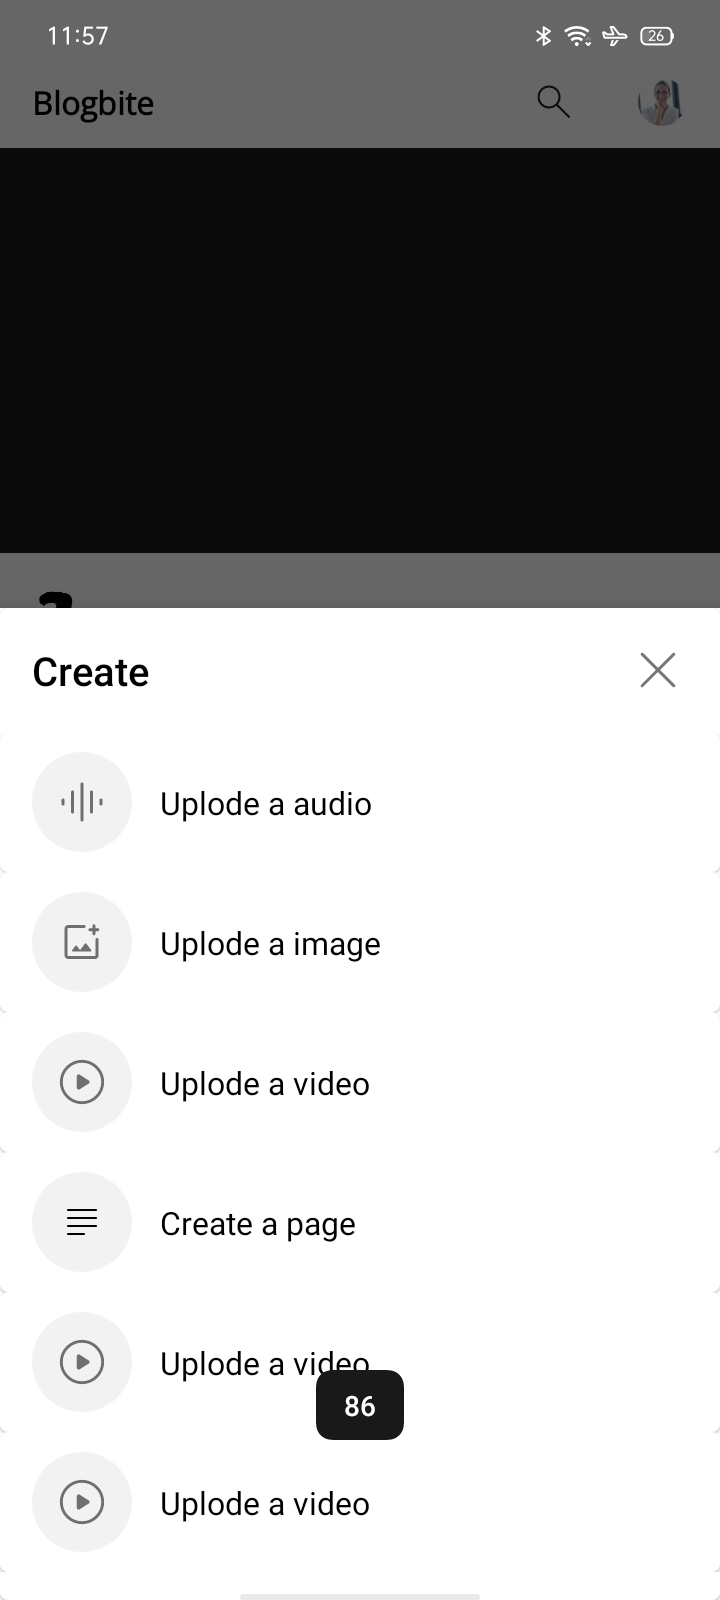 11:57
26
Blogbite
Create
Uplode a audio
Uplode a image
Uplode a video
Create a page
Uplode a video
86
Uplode a video